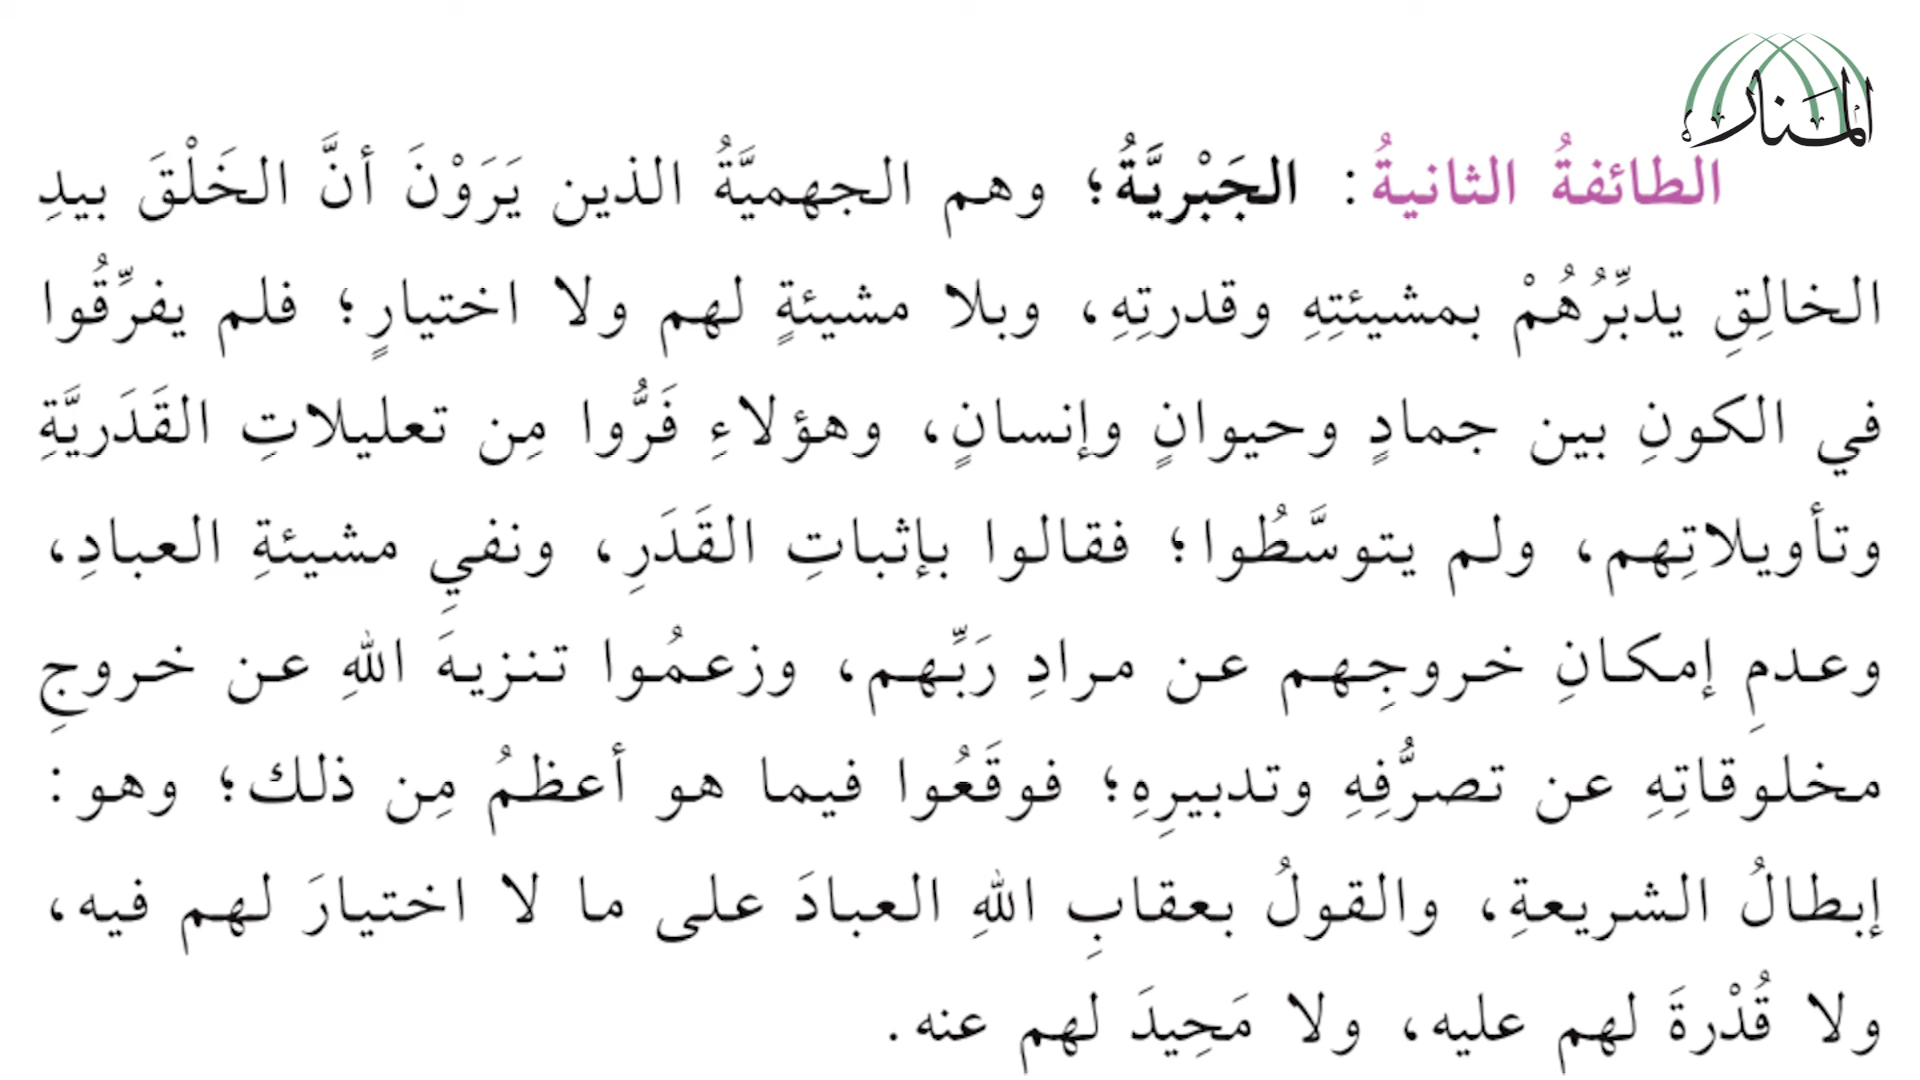 المنار
الطائفةُ الثانيةُ: الجَبْريَّةُ؛ وهم الجهميَّةُ الذين يَرَوْنَ أنَّ الخَلْقَ بيدِ
الخالِقِ يدبِّرُهُمْ بمشيئتِهِ وقدرتِهِ، وبلا مشيئةٍ لهم ولا اختيارٍ؛ فلم يفرِّقُوا
في الكونِ بين جمادٍ وحيوانٍ وإنسانٍ، وهؤلاءِ فَرُّوا مِن تعليلاتِ القَدَريَّةِ
وتأويلاتِهم، ولم يتوسَّطُوا؛ فقالوا بإثباتِ القَدَرِ، ونفيِ مشيئةِ العبادِ،
وعدمِ إمكانِ خروجِهم عن مرادِ رَبِّهم، وزعمُوا تنزيهَ اللهِ عن خروجِ
مخلوقاتِهِ عن تصرُّفِهِ وتدبيرِهِ؛ فوقَعُوا فيما هو أعظمُ مِن ذلك؛ وهو:
إبطالُ الشريعةِ، والقولُ بعقابِ اللهِ العبادَ على ما لا اختيارَ لهم فيه،
ولا قُدْرةَ لهم عليه، ولا مَحِيدَ لهم عنه.